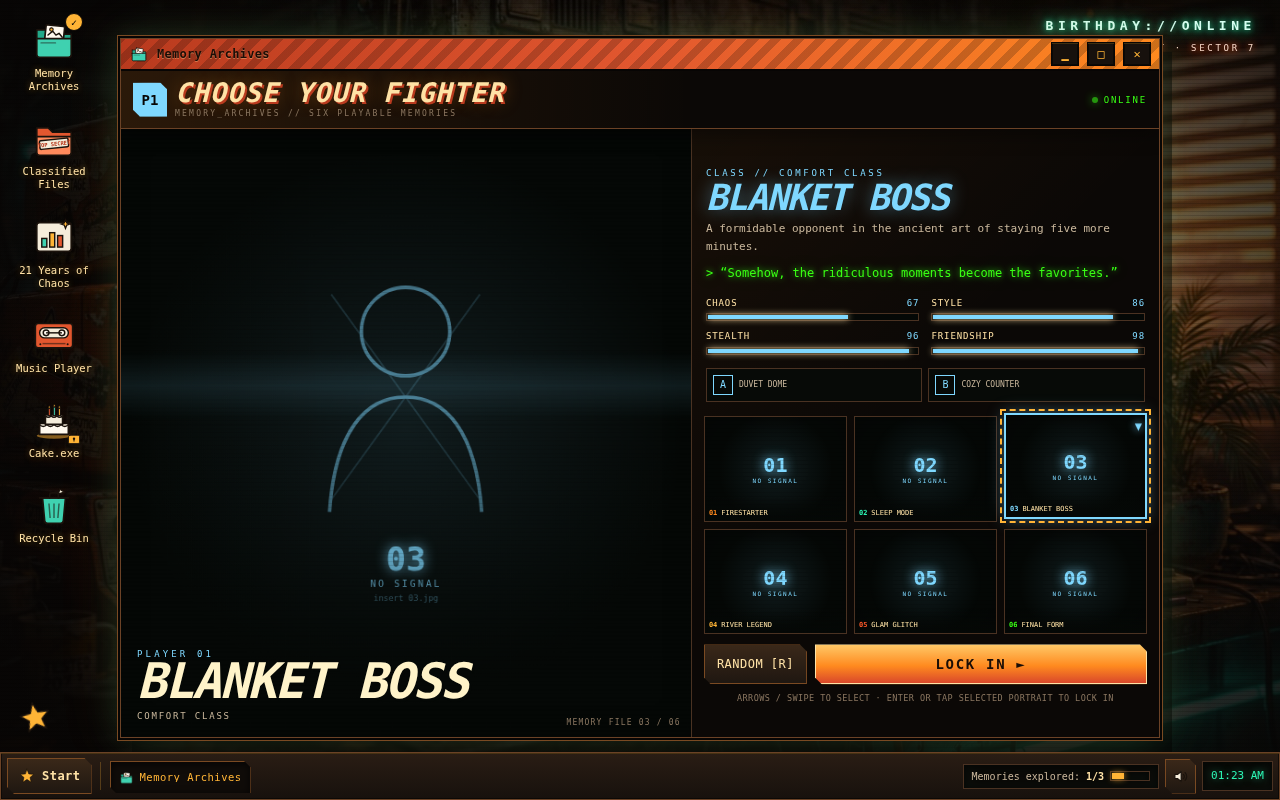 BIRTHDAY://ONLINE
· SECTOR 7
✓
Memory
Archives
OP SECRE
Classified
Files
21 Years of
Chaos
Music Player
Cake.exe
Recycle Bin
Memory Archives
P1
CHOOSE YOUR FIGHTER
MEMORY_ARCHIVES // SIX PLAYABLE MEMORIES
ONLINE
03
NO SIGNAL
insert 03.jpg
PLAYER 01
BLANKET BOSS
COMFORT CLASS
MEMORY FILE 03 / 06
CLASS // COMFORT CLASS
BLANKET BOSS
A formidable opponent in the ancient art of staying five more
minutes.
> “Somehow, the ridiculous moments become the favorites.”
CHAOS 67
STYLE 86
STEALTH 96
FRIENDSHIP 98
A DUVET DOME
B COZY COUNTER
01
NO SIGNAL
01 FIRESTARTER
02
NO SIGNAL
02 SLEEP MODE
03
NO SIGNAL
03 BLANKET BOSS
04
NO SIGNAL
04 RIVER LEGEND
05
NO SIGNAL
05 GLAM GLITCH
06
NO SIGNAL
06 FINAL FORM
RANDOM [R]
LOCK IN ►
ARROWS / SWIPE TO SELECT · ENTER OR TAP SELECTED PORTRAIT TO LOCK IN
Start
Memory Archives
Memories explored: 1/3
01:23 AM